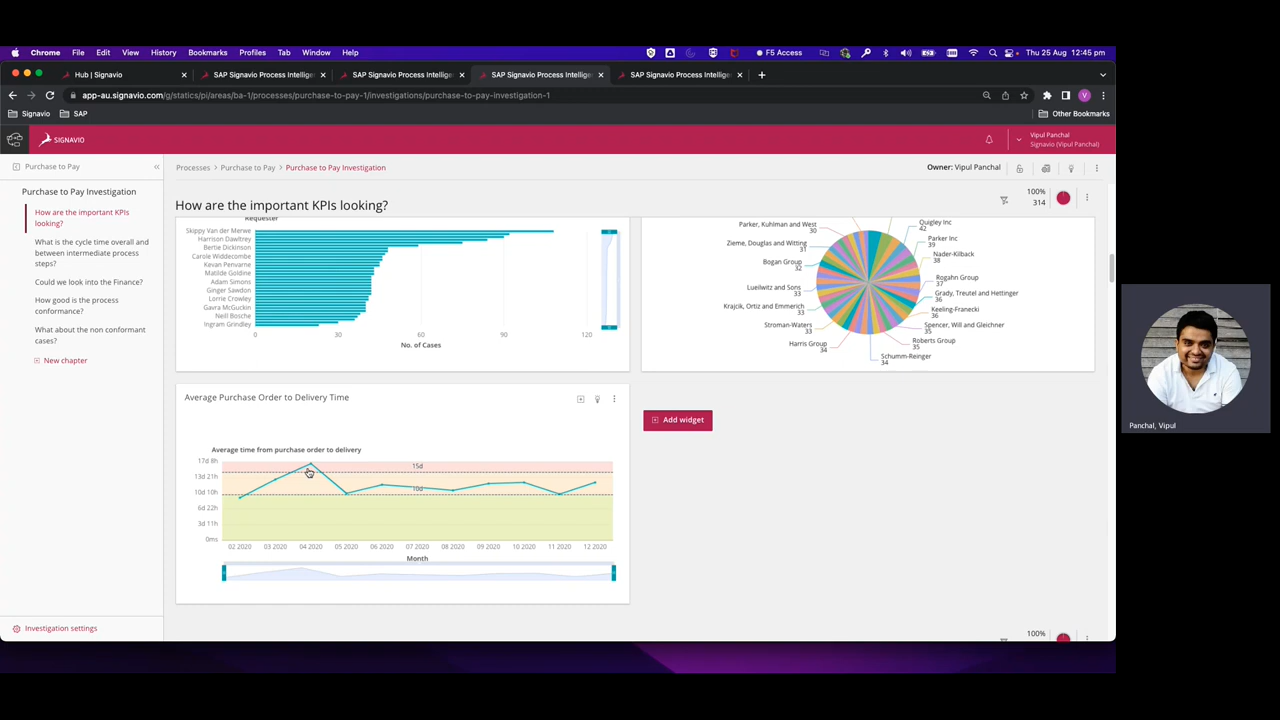 Chrome File Edit View History Bookmarks Profiles Tab Window Help
F5 Access
Thu 25 Aug 12:45 pm
Hub | Signavio
SAP Signavio Process Intellige
SAP Signavio Process Intellige
SAP Signavio Process Intellige
SAP Signavio Process Intellige
app-au.signavio.com/g/statics/pi/areas/ba-1/processes/purchase-to-pay-1/investigations/purchase-to-pay-investigation-1
Signavio
SAP
Other Bookmarks
SIGNAVIO
Vipul Panchal
Signavio (Vipul Panchal)
Purchase to Pay
Processes > Purchase to Pay > Purchase to Pay Investigation
Owner: Vipul Panchal
Purchase to Pay Investigation
How are the important KPIs looking?
What is the cycle time overall and between intermediate process steps?
Could we look into the Finance?
How good is the process conformance?
What about the non conformant cases?
New chapter
Investigation settings
How are the important KPIs looking?
100%
314
Requester
Skippy Van der Merwe
Harrison Dawltrey
Bertie Dickinson
Carole Widdecombe
Kevan Penvarne
Matilde Goldine
Adam Simons
Ginger Sawdon
Lorrie Crowley
Gavra McGuckin
Neill Bosche
Ingram Grindley
0 30 60 90 120
No. of Cases
Parker, Kuhlman and West
30
Zieme, Douglas and Witting
31
Bogan Group
32
Lueilwitz and Sons
33
Krajcik, Ortiz and Emmerich
33
Stroman-Waters
33
Harris Group
34
Quigley Inc
42
Parker Inc
39
Nader-Kilback
38
Rogahn Group
37
Grady, Treutel and Hettinger
36
Keeling-Franecki
36
Spencer, Will and Gleichner
35
Roberts Group
35
Schumm-Reinger
34
Average Purchase Order to Delivery Time
Add widget
Average time from purchase order to delivery
17d 8h
13d 21h
10d 10h
6d 22h
3d 11h
0ms
15d
10d
02 2020 03 2020 04 2020 05 2020 06 2020 07 2020 08 2020 09 2020 10 2020 11 2020 12 2020
Month
100%
V
Panchal, Vipul